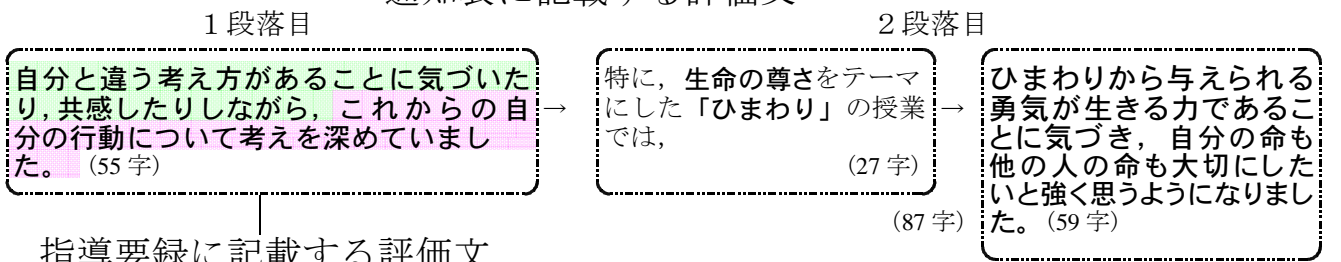 通知表に記載する評価文
１段落目
２段落目
自分と違う考え方があることに気づいた
り，共感したりしながら，これからの自
分の行動について考えを深めていまし
た。（55字）
→
特に，生命の尊さをテーマ
にした「ひまわり」の授業
では，
（27字）
→
ひまわりから与えられる
勇気が生きる力であるこ
とに気づき，自分の命も
他の人の命も大切にした
いと強く思うようになりまし
た。（59字）
（87字）
指導要録に記載する評価文